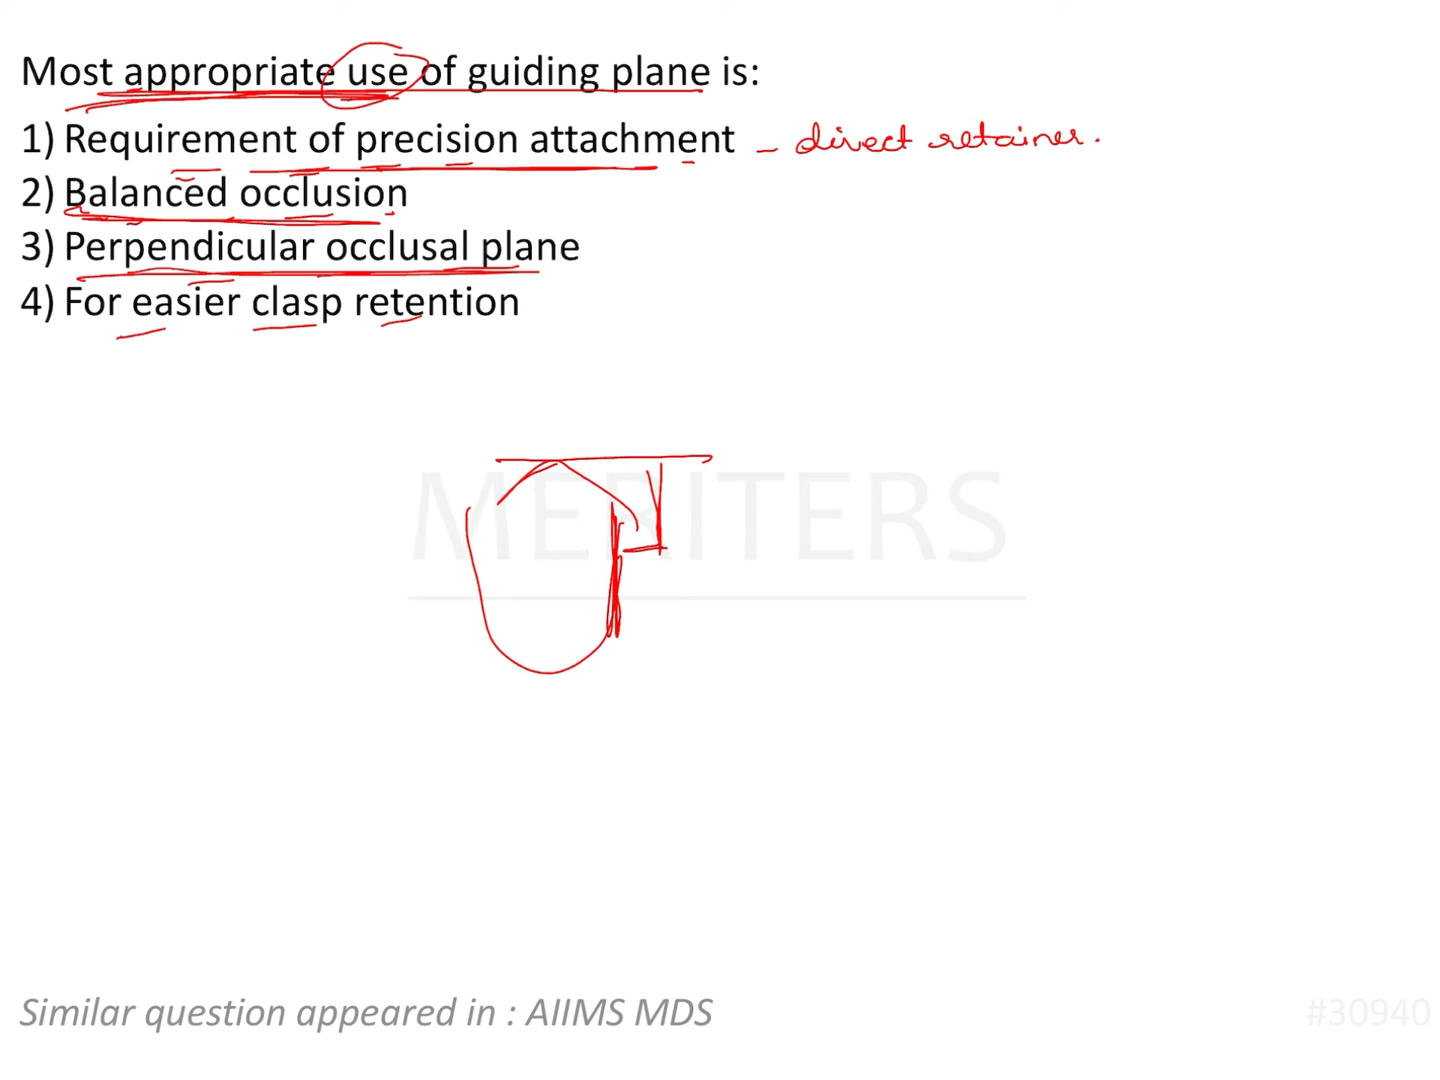 Most appropriate use of guiding plane is:
1) Requirement of precision attachment – direct retainer.
2) Balanced occlusion
3) Perpendicular occlusal plane
4) For easier clasp retention
MERITERS
Similar question appeared in : AIIMS MDS
#30940